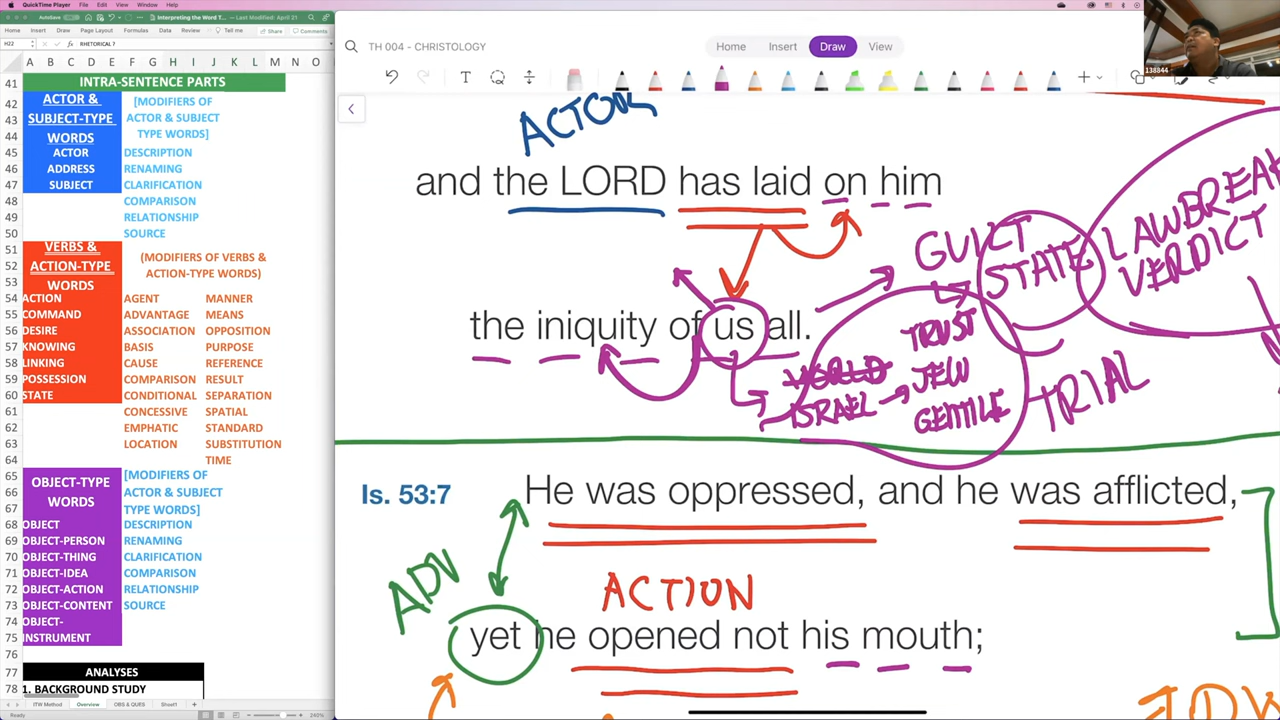 QuickTime Player File Edit View Window Help
AutoSave Interpreting the Word T... — Last Modified: April 21
Home Insert Draw Page Layout Formulas Data Review Tell me Share Comments
H22 fx RHETORICAL ?
A B C D E F G H I J K L M N O
41 INTRA-SENTENCE PARTS
42 ACTOR & [MODIFIERS OF
43 SUBJECT-TYPE ACTOR & SUBJECT
44 WORDS TYPE WORDS]
45 ACTOR DESCRIPTION
46 ADDRESS RENAMING
47 SUBJECT CLARIFICATION
48 COMPARISON
49 RELATIONSHIP
50 SOURCE
51 VERBS & (MODIFIERS OF VERBS &
52 ACTION-TYPE ACTION-TYPE WORDS)
53 WORDS
54 ACTION AGENT MANNER
55 COMMAND ADVANTAGE MEANS
56 DESIRE ASSOCIATION OPPOSITION
57 KNOWING BASIS PURPOSE
58 LINKING CAUSE REFERENCE
59 POSSESSION COMPARISON RESULT
60 STATE CONDITIONAL SEPARATION
61 CONCESSIVE SPATIAL
62 EMPHATIC STANDARD
63 LOCATION SUBSTITUTION
64 TIME
65 OBJECT-TYPE [MODIFIERS OF
66 WORDS ACTOR & SUBJECT
67 TYPE WORDS]
68 OBJECT DESCRIPTION
69 OBJECT-PERSON RENAMING
70 OBJECT-THING CLARIFICATION
71 OBJECT-IDEA COMPARISON
72 OBJECT-ACTION RELATIONSHIP
73 OBJECT-CONTENT SOURCE
74 OBJECT-
75 INSTRUMENT
76
77 ANALYSES
78 1. BACKGROUND STUDY
ITW Method Overview OBS & QUES Sheet1 +
Ready 240%
TH 004 - CHRISTOLOGY
Home Insert Draw View
138844
ACTOR
and the LORD has laid on him
GUILT
STATE
LAWBREAK
VERDICT
the iniquity of us all.
TRUST
WORLD JEW
ISRAEL GENTILE
TRIAL
Is. 53:7 He was oppressed, and he was afflicted,
ADV
ACTION
yet he opened not his mouth;
ADV